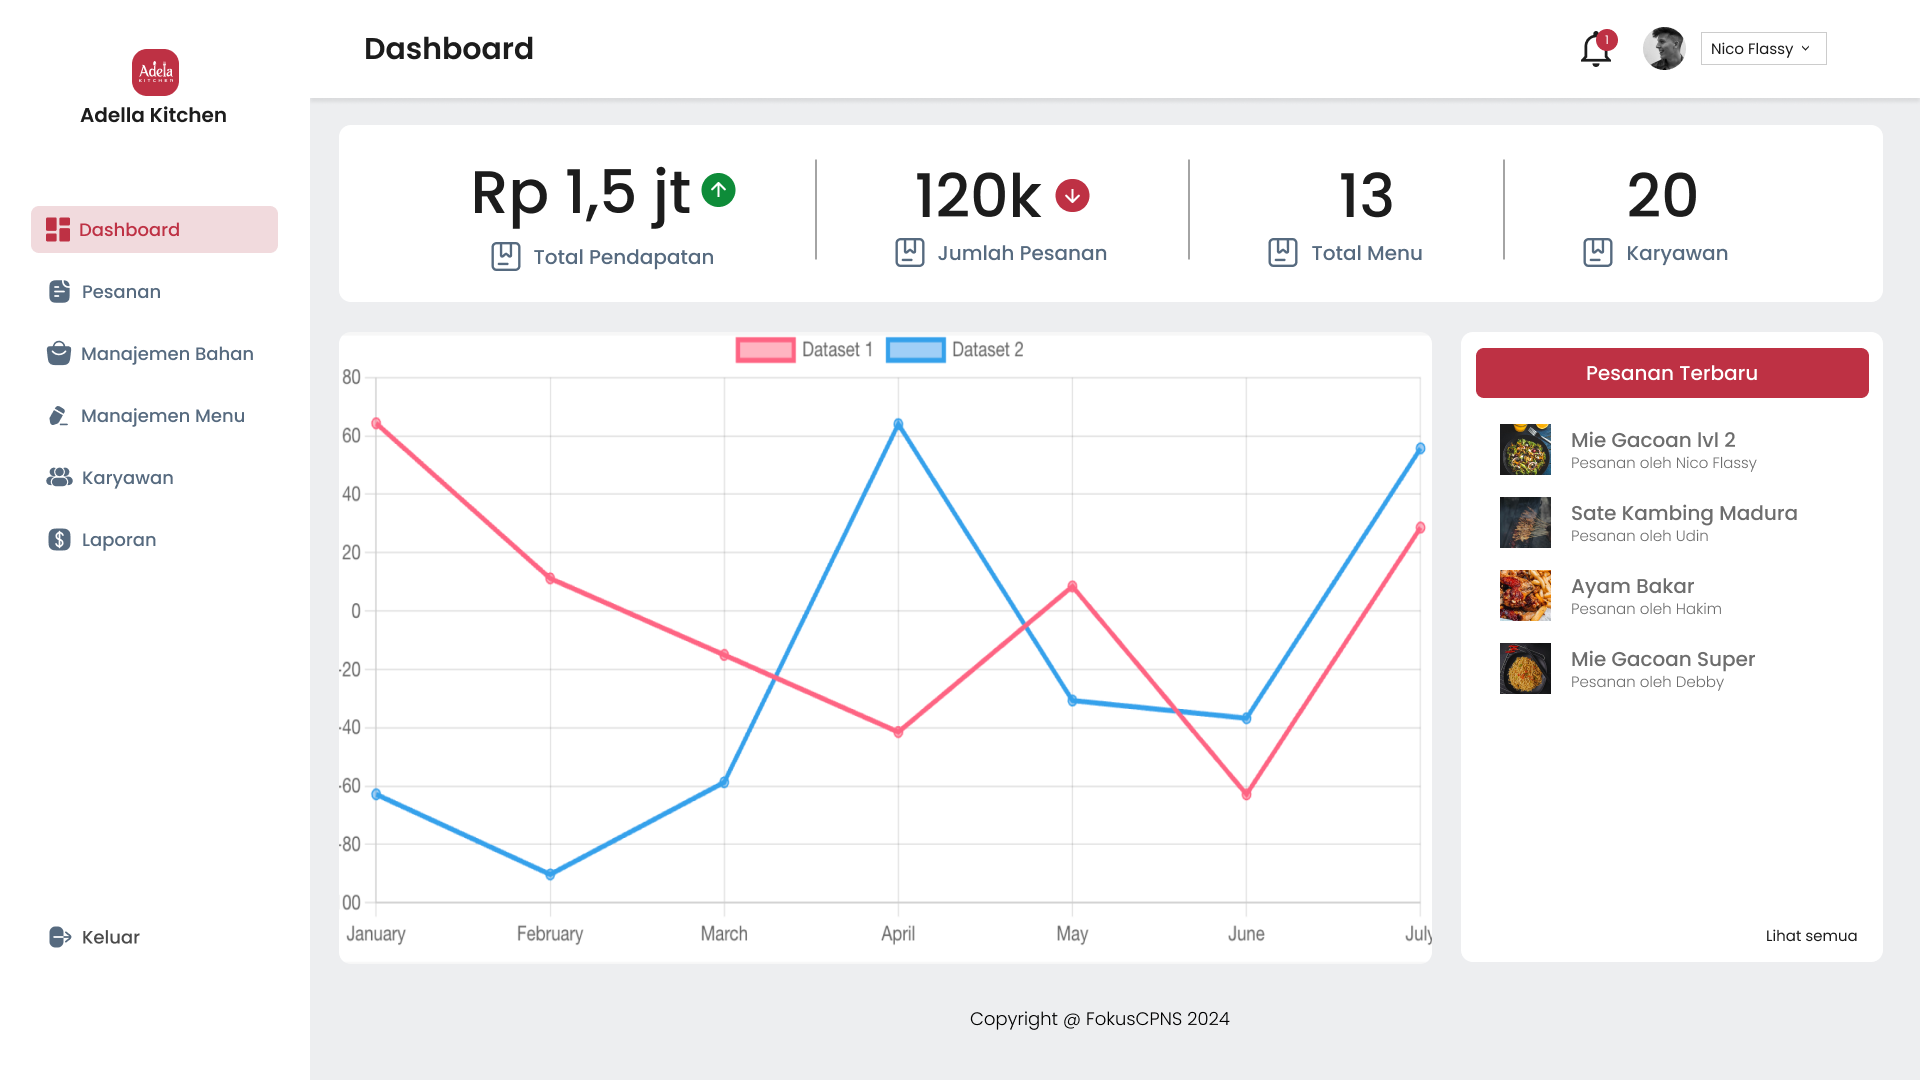 Adela
KITCHEN
Adella Kitchen
Dashboard
Pesanan
Manajemen Bahan
Manajemen Menu
Karyawan
Laporan
Keluar
Dashboard
1
Nico Flassy
Rp 1,5 jt
Total Pendapatan
120k
Jumlah Pesanan
13
Total Menu
20
Karyawan
Dataset 1
Dataset 2
80
60
40
20
0
-20
-40
-60
-80
00
January
February
March
April
May
June
July
Pesanan Terbaru
Mie Gacoan lvl 2
Pesanan oleh Nico Flassy
Sate Kambing Madura
Pesanan oleh Udin
Ayam Bakar
Pesanan oleh Hakim
Mie Gacoan Super
Pesanan oleh Debby
Lihat semua
Copyright @ FokusCPNS 2024